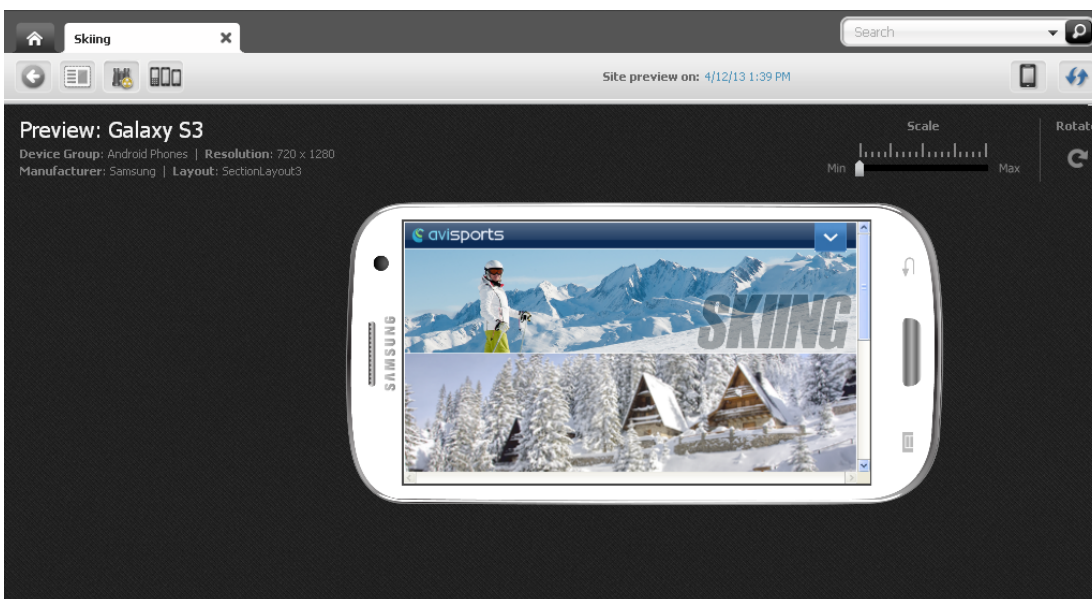 Skiing
Search
Site preview on: 4/12/13 1:39 PM
Preview: Galaxy S3
Device Group: Android Phones | Resolution: 720 x 1280
Manufacturer: Samsung | Layout: SectionLayout3
Scale
Min
Max
Rotate
avisports
SKIING
SAMSUNG